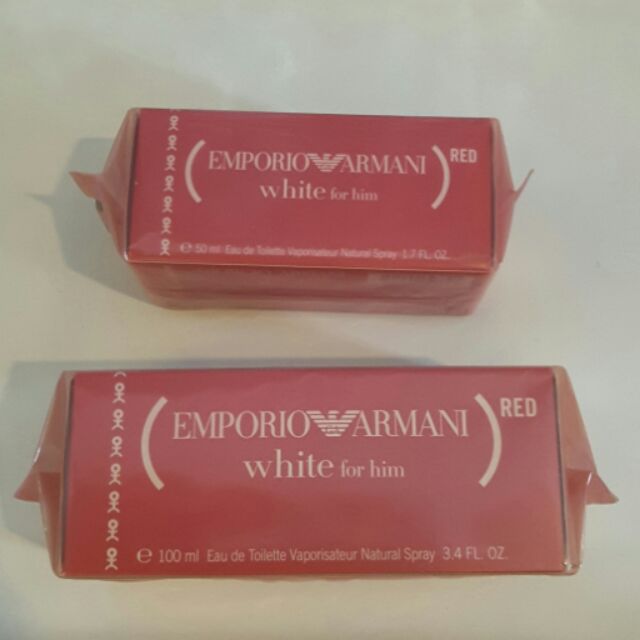 (EMPORIO ARMANI) RED
white for him
e 50 ml Eau de Toilette Vaporisateur Natural Spray 1.7 FL. OZ.
(EMPORIO ARMANI) RED
white for him
e 100 ml Eau de Toilette Vaporisateur Natural Spray 3.4 FL. OZ.